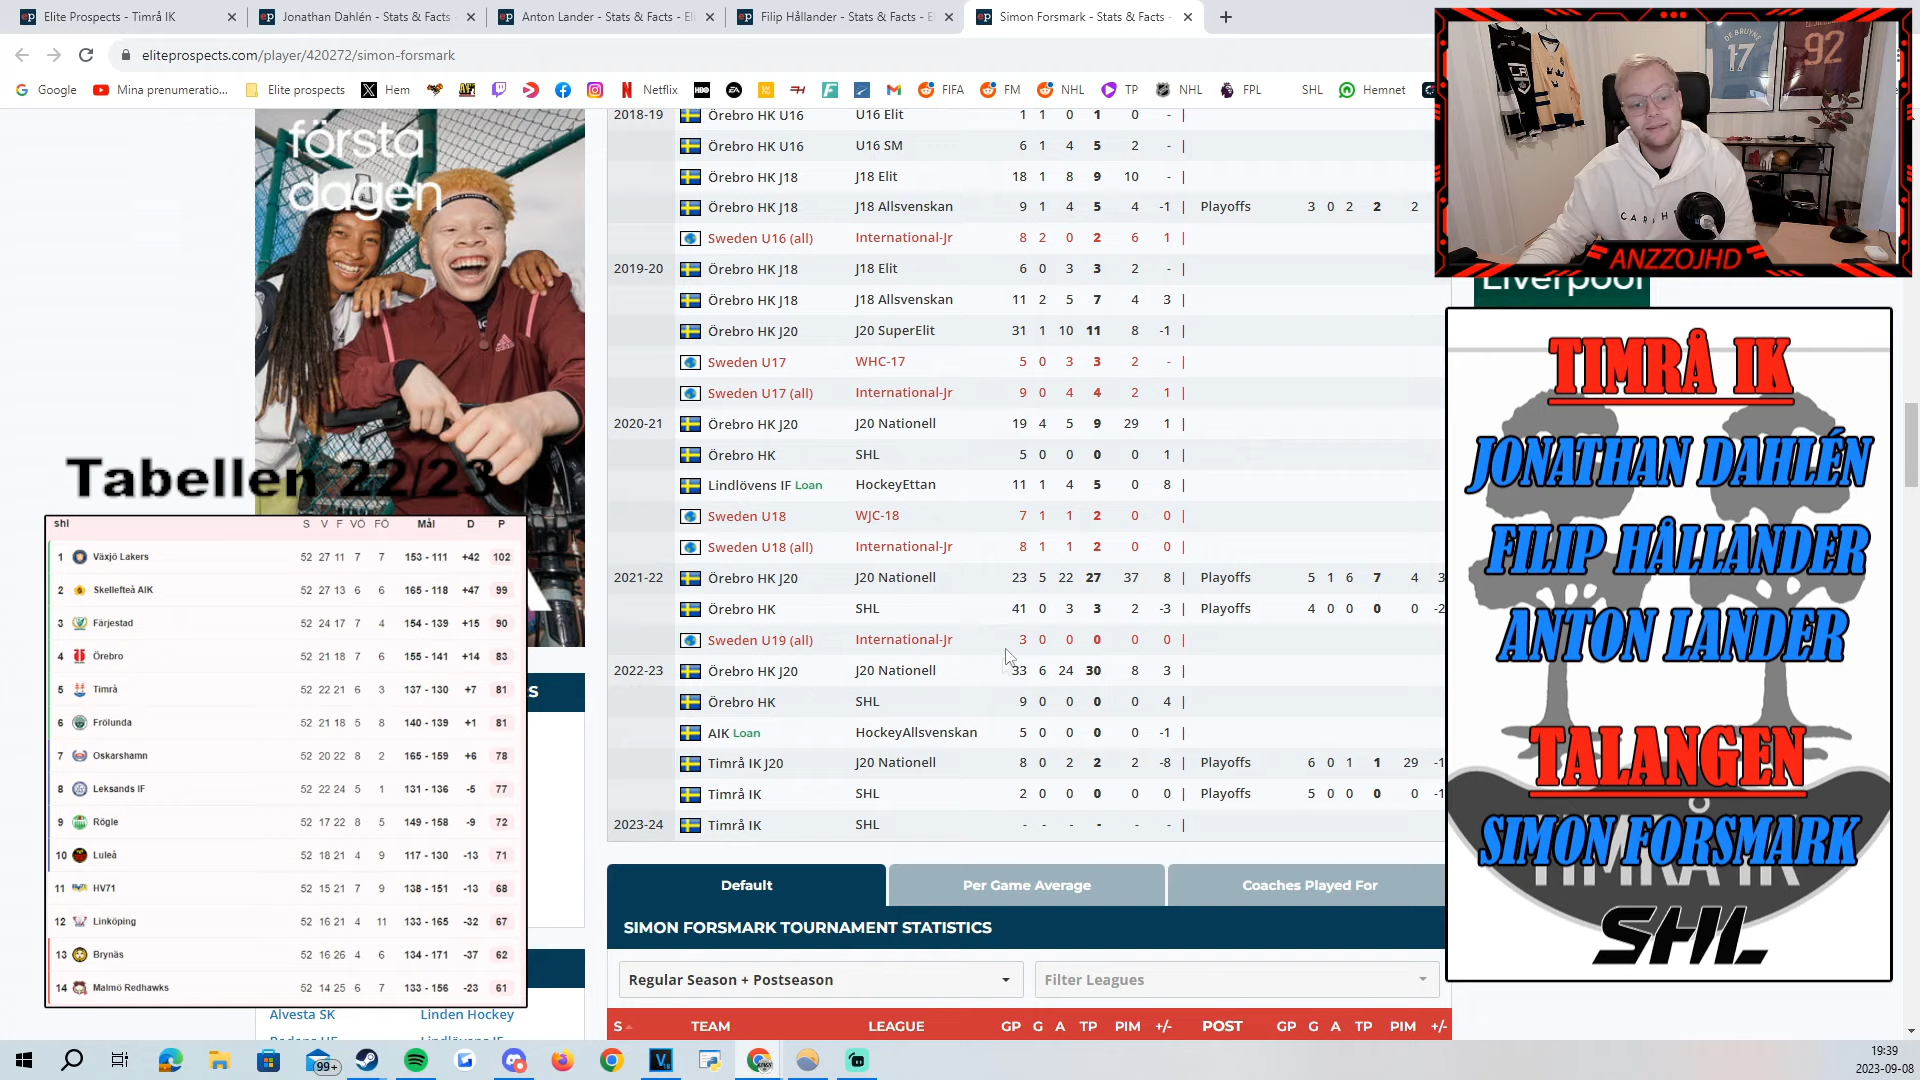 Elite Prospects - Timrå IK
Jonathan Dahlén - Stats & Facts -
Anton Lander - Stats & Facts - Eli
Filip Hållander - Stats & Facts - E
Simon Forsmark - Stats & Facts -
eliteprospects.com/player/420272/simon-forsmark
Google Mina prenumeratio... Elite prospects Hem Netflix HBO FIFA FM NHL TP NHL FPL SHL Hemnet
första
dagen
2018-19 Örebro HK U16 U16 Elit 1 1 0 1 0 - |
Örebro HK U16 U16 SM 6 1 4 5 2 - |
Örebro HK J18 J18 Elit 18 1 8 9 10 - |
Örebro HK J18 J18 Allsvenskan 9 1 4 5 4 -1 | Playoffs 3 0 2 2 2
Sweden U16 (all) International-Jr 8 2 0 2 6 1 |
2019-20 Örebro HK J18 J18 Elit 6 0 3 3 2 - |
Örebro HK J18 J18 Allsvenskan 11 2 5 7 4 3 |
Örebro HK J20 J20 SuperElit 31 1 10 11 8 -1 |
Sweden U17 WHC-17 5 0 3 3 2 - |
Sweden U17 (all) International-Jr 9 0 4 4 2 1 |
2020-21 Örebro HK J20 J20 Nationell 19 4 5 9 29 1 |
Örebro HK SHL 5 0 0 0 0 1 |
Lindlövens IF Loan HockeyEttan 11 1 4 5 0 8 |
Sweden U18 WJC-18 7 1 1 2 0 0 |
Sweden U18 (all) International-Jr 8 1 1 2 0 0 |
2021-22 Örebro HK J20 J20 Nationell 23 5 22 27 37 8 | Playoffs 5 1 6 7 4 3
Örebro HK SHL 41 0 3 3 2 -3 | Playoffs 4 0 0 0 0 -2
Sweden U19 (all) International-Jr 3 0 0 0 0 0 |
2022-23 Örebro HK J20 J20 Nationell 33 6 24 30 8 3 |
Örebro HK SHL 9 0 0 0 0 4 |
AIK Loan HockeyAllsvenskan 5 0 0 0 0 -1 |
Timrå IK J20 J20 Nationell 8 0 2 2 2 -8 | Playoffs 6 0 1 1 29 -1
Timrå IK SHL 2 0 0 0 0 0 | Playoffs 5 0 0 0 0 -1
2023-24 Timrå IK SHL - - - - - - |
Default Per Game Average Coaches Played For
SIMON FORSMARK TOURNAMENT STATISTICS
Regular Season + Postseason Filter Leagues
S TEAM LEAGUE GP G A TP PIM +/- POST GP G A TP PIM +/-
Tabellen 22/23
shl S V F VÖ FÖ Mål D P
1 Växjö Lakers 52 27 11 7 7 153 - 111 +42 102
2 Skellefteå AIK 52 27 13 6 6 165 - 118 +47 99
3 Färjestad 52 24 17 7 4 154 - 139 +15 90
4 Örebro 52 21 18 7 6 155 - 141 +14 83
5 Timrå 52 22 21 6 3 137 - 130 +7 81
6 Frölunda 52 21 18 5 8 140 - 139 +1 81
7 Oskarshamn 52 20 22 8 2 165 - 159 +6 78
8 Leksands IF 52 22 24 5 1 131 - 136 -5 77
9 Rögle 52 17 22 8 5 149 - 158 -9 72
10 Luleå 52 18 21 4 9 117 - 130 -13 71
11 HV71 52 15 21 7 9 138 - 151 -13 68
12 Linköping 52 16 21 4 11 133 - 165 -32 67
13 Brynäs 52 16 26 4 6 134 - 171 -37 62
14 Malmö Redhawks 52 14 25 6 7 133 - 156 -23 61
S
Alvesta SK Linden Hockey
DE BRUYNE
17
92
CARH
ANZZOJHD
Liverpool
TIMRÅ IK
JONATHAN DAHLÉN
FILIP HÅLLANDER
ANTON LANDER
TALANGEN
SIMON FORSMARK
TIMRÅ IK
SHL
99+
19:39
2023-09-08